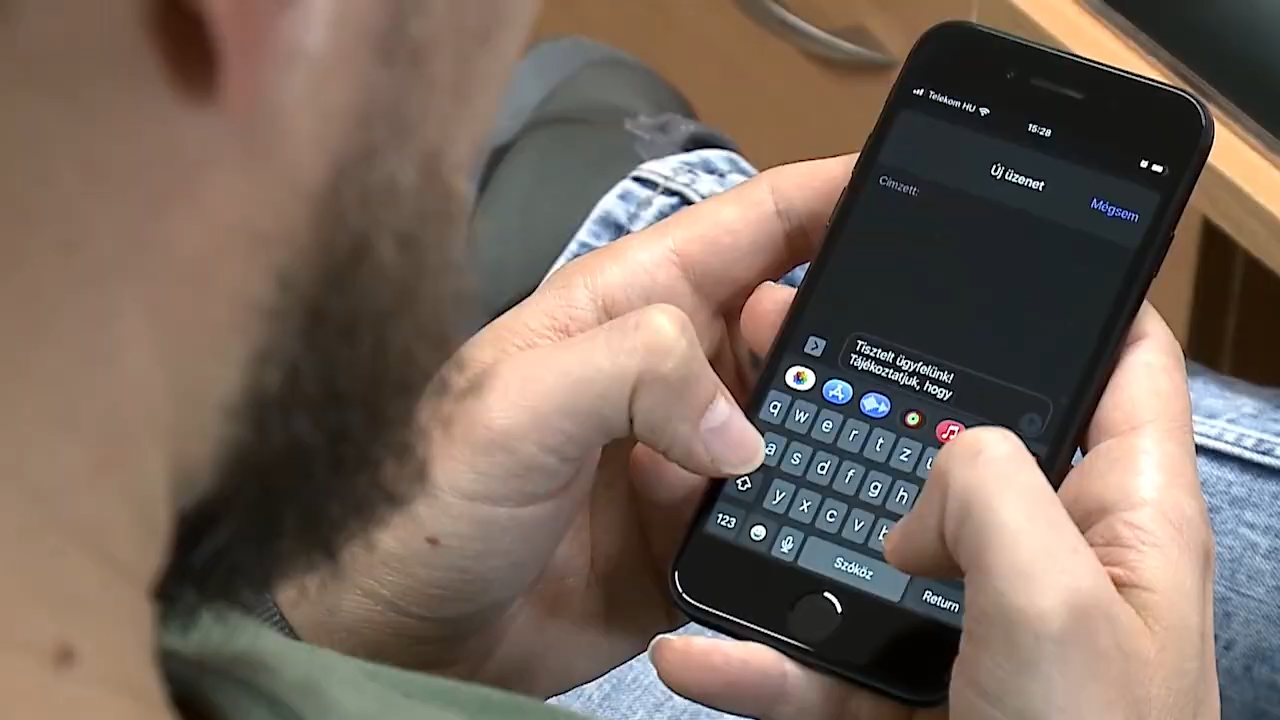 Telekom HU
15:28
Új üzenet
Mégsem
Címzett:
Tisztelt ügyfelünk!
Tájékoztatjuk, hogy
q w e r t z u
a s d f g h
y x c v b
123
Szóköz
Return